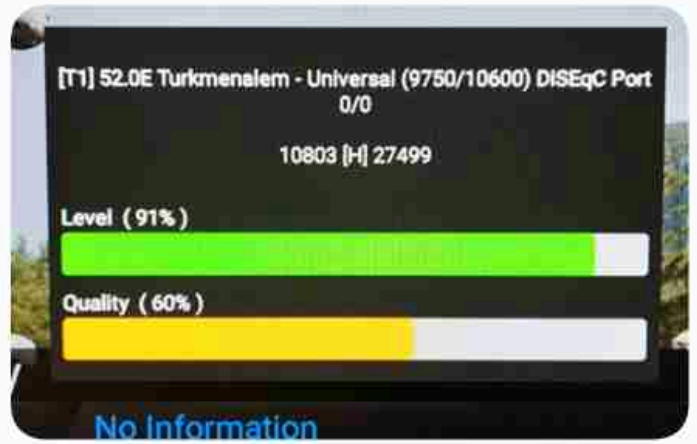 [T1] 52.0E Turkmenalem - Universal (9750/10600) DiSEqC Port
0/0
10803 [H] 27499
Level ( 91% )
Quality ( 60% )
No Information